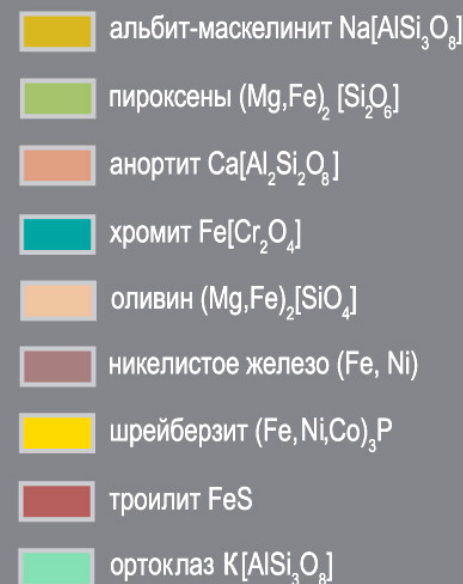 альбит-маскелинит Na[AlSi₃O₈]
пироксены (Mg,Fe)₂ [Si₂O₆]
анортит Ca[Al₂Si₂O₈]
хромит Fe[Cr₂O₄]
оливин (Mg,Fe)₂[SiO₄]
никелистое железо (Fe, Ni)
шрейберзит (Fe,Ni,Co)₃P
троилит FeS
ортоклаз К[AlSi₃O₈]